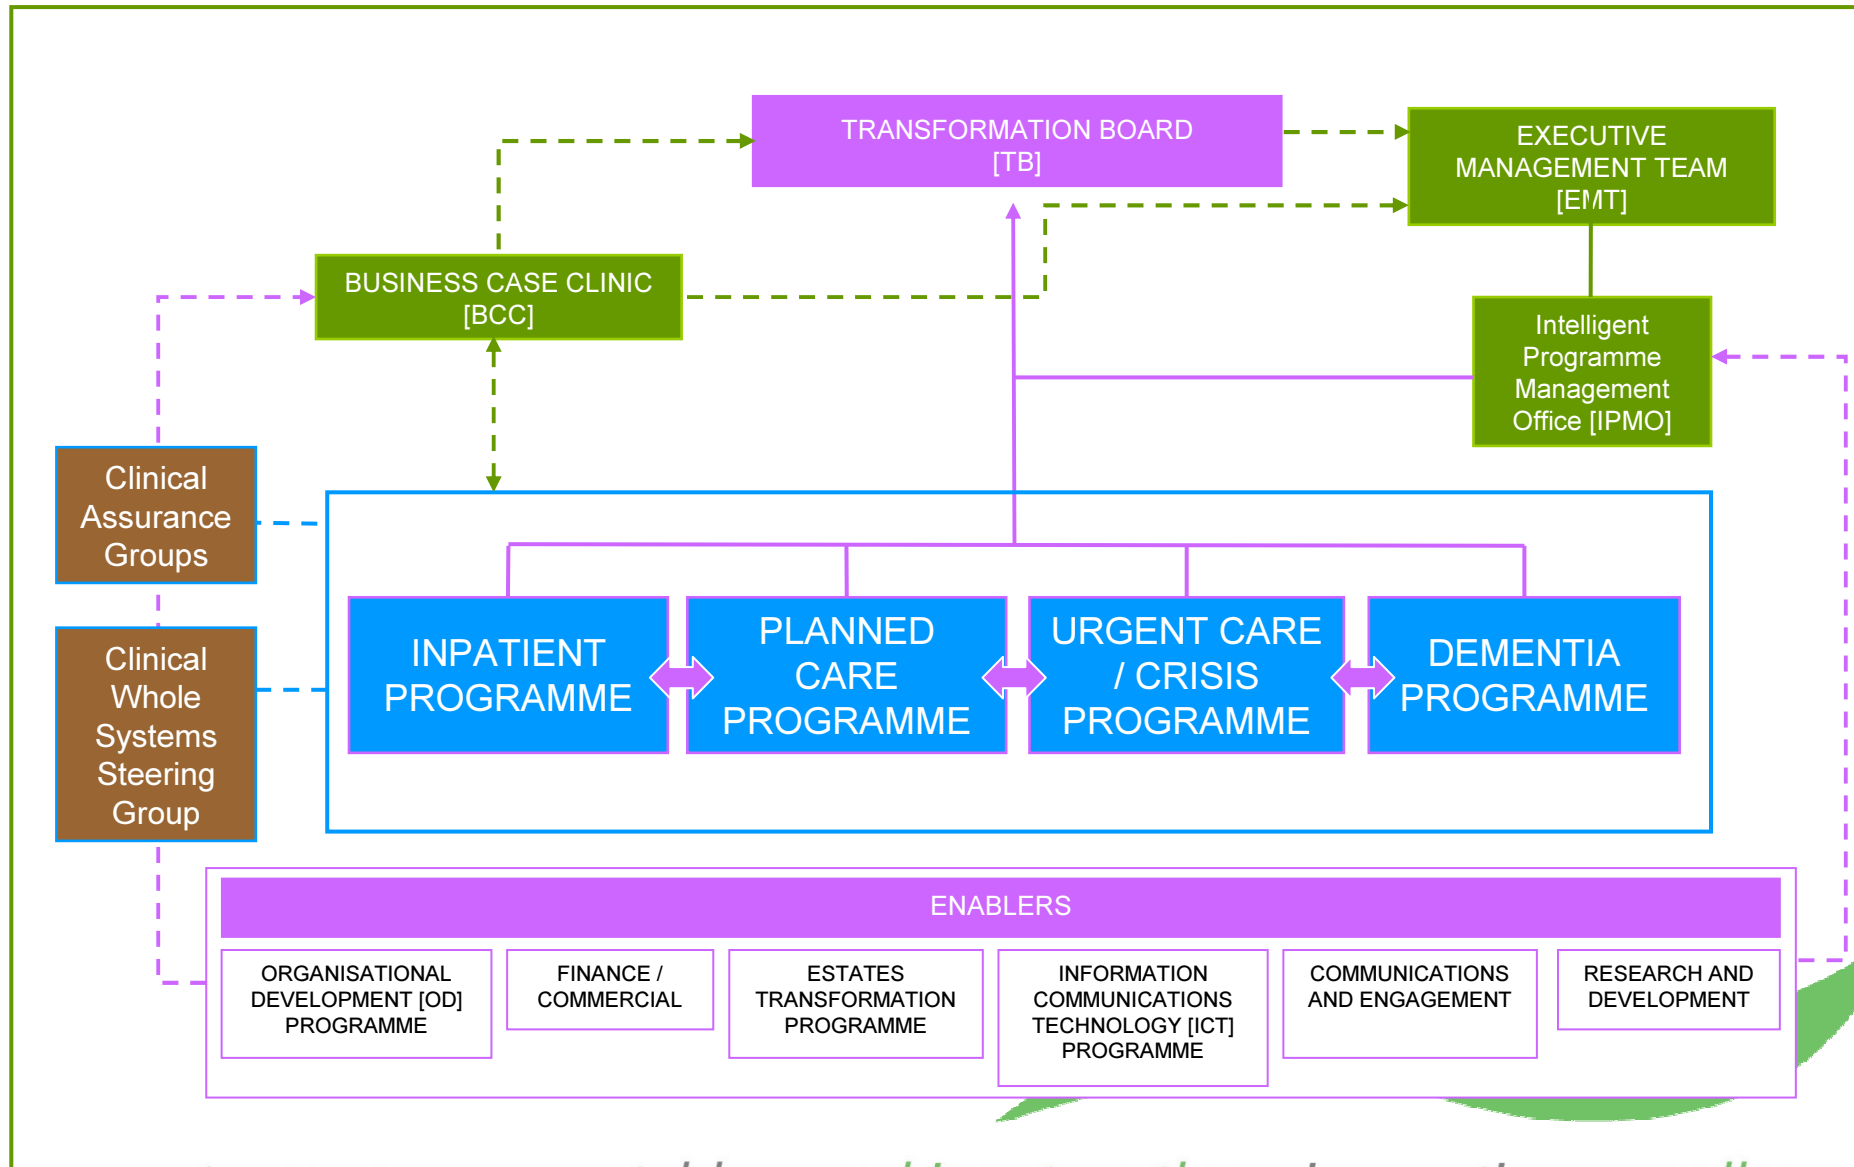 TRANSFORMATION BOARD
[TB]
EXECUTIVE
MANAGEMENT TEAM
[EMT]
BUSINESS CASE CLINIC
[BCC]
Intelligent
Programme
Management
Office [IPMO]
Clinical
Assurance
Groups
Clinical
Whole
Systems
Steering
Group
INPATIENT
PROGRAMME
PLANNED
CARE
PROGRAMME
URGENT CARE
/ CRISIS
PROGRAMME
DEMENTIA
PROGRAMME
ENABLERS
ORGANISATIONAL
DEVELOPMENT [OD]
PROGRAMME
FINANCE /
COMMERCIAL
ESTATES
TRANSFORMATION
PROGRAMME
INFORMATION
COMMUNICATIONS
TECHNOLOGY [ICT]
PROGRAMME
COMMUNICATIONS
AND ENGAGEMENT
RESEARCH AND
DEVELOPMENT